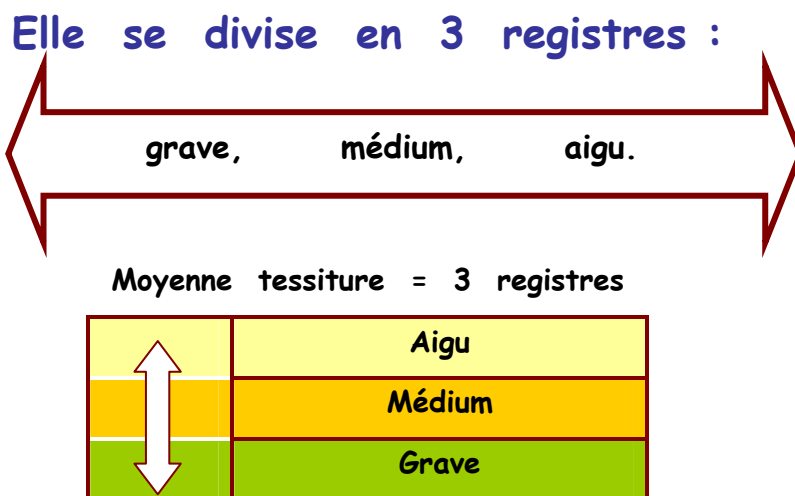 Elle se divise en 3 registres :
grave, médium, aigu.
Moyenne tessiture = 3 registres
Aigu
Médium
Grave